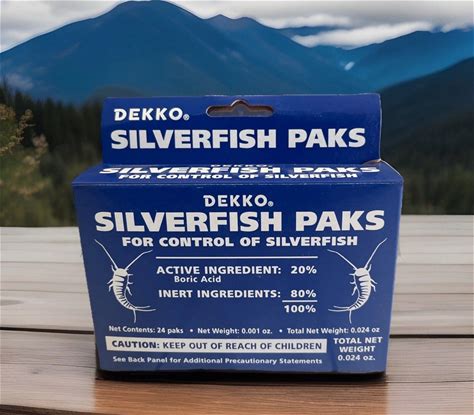 DEKKO®
SILVERFISH PAKS
DEKKO®
SILVERFISH PAKS
FOR CONTROL OF SILVERFISH
DEKKO®
SILVERFISH PAKS
FOR CONTROL OF SILVERFISH
ACTIVE INGREDIENT: 20%
Boric Acid
INERT INGREDIENTS: 80%
100%
Net Contents: 24 paks • Net Weight: 0.001 oz. • Total Net Weight: 0.024 oz
CAUTION: KEEP OUT OF REACH OF CHILDREN
See Back Panel for Additional Precautionary Statements
TOTAL NET
WEIGHT
0.024 oz.